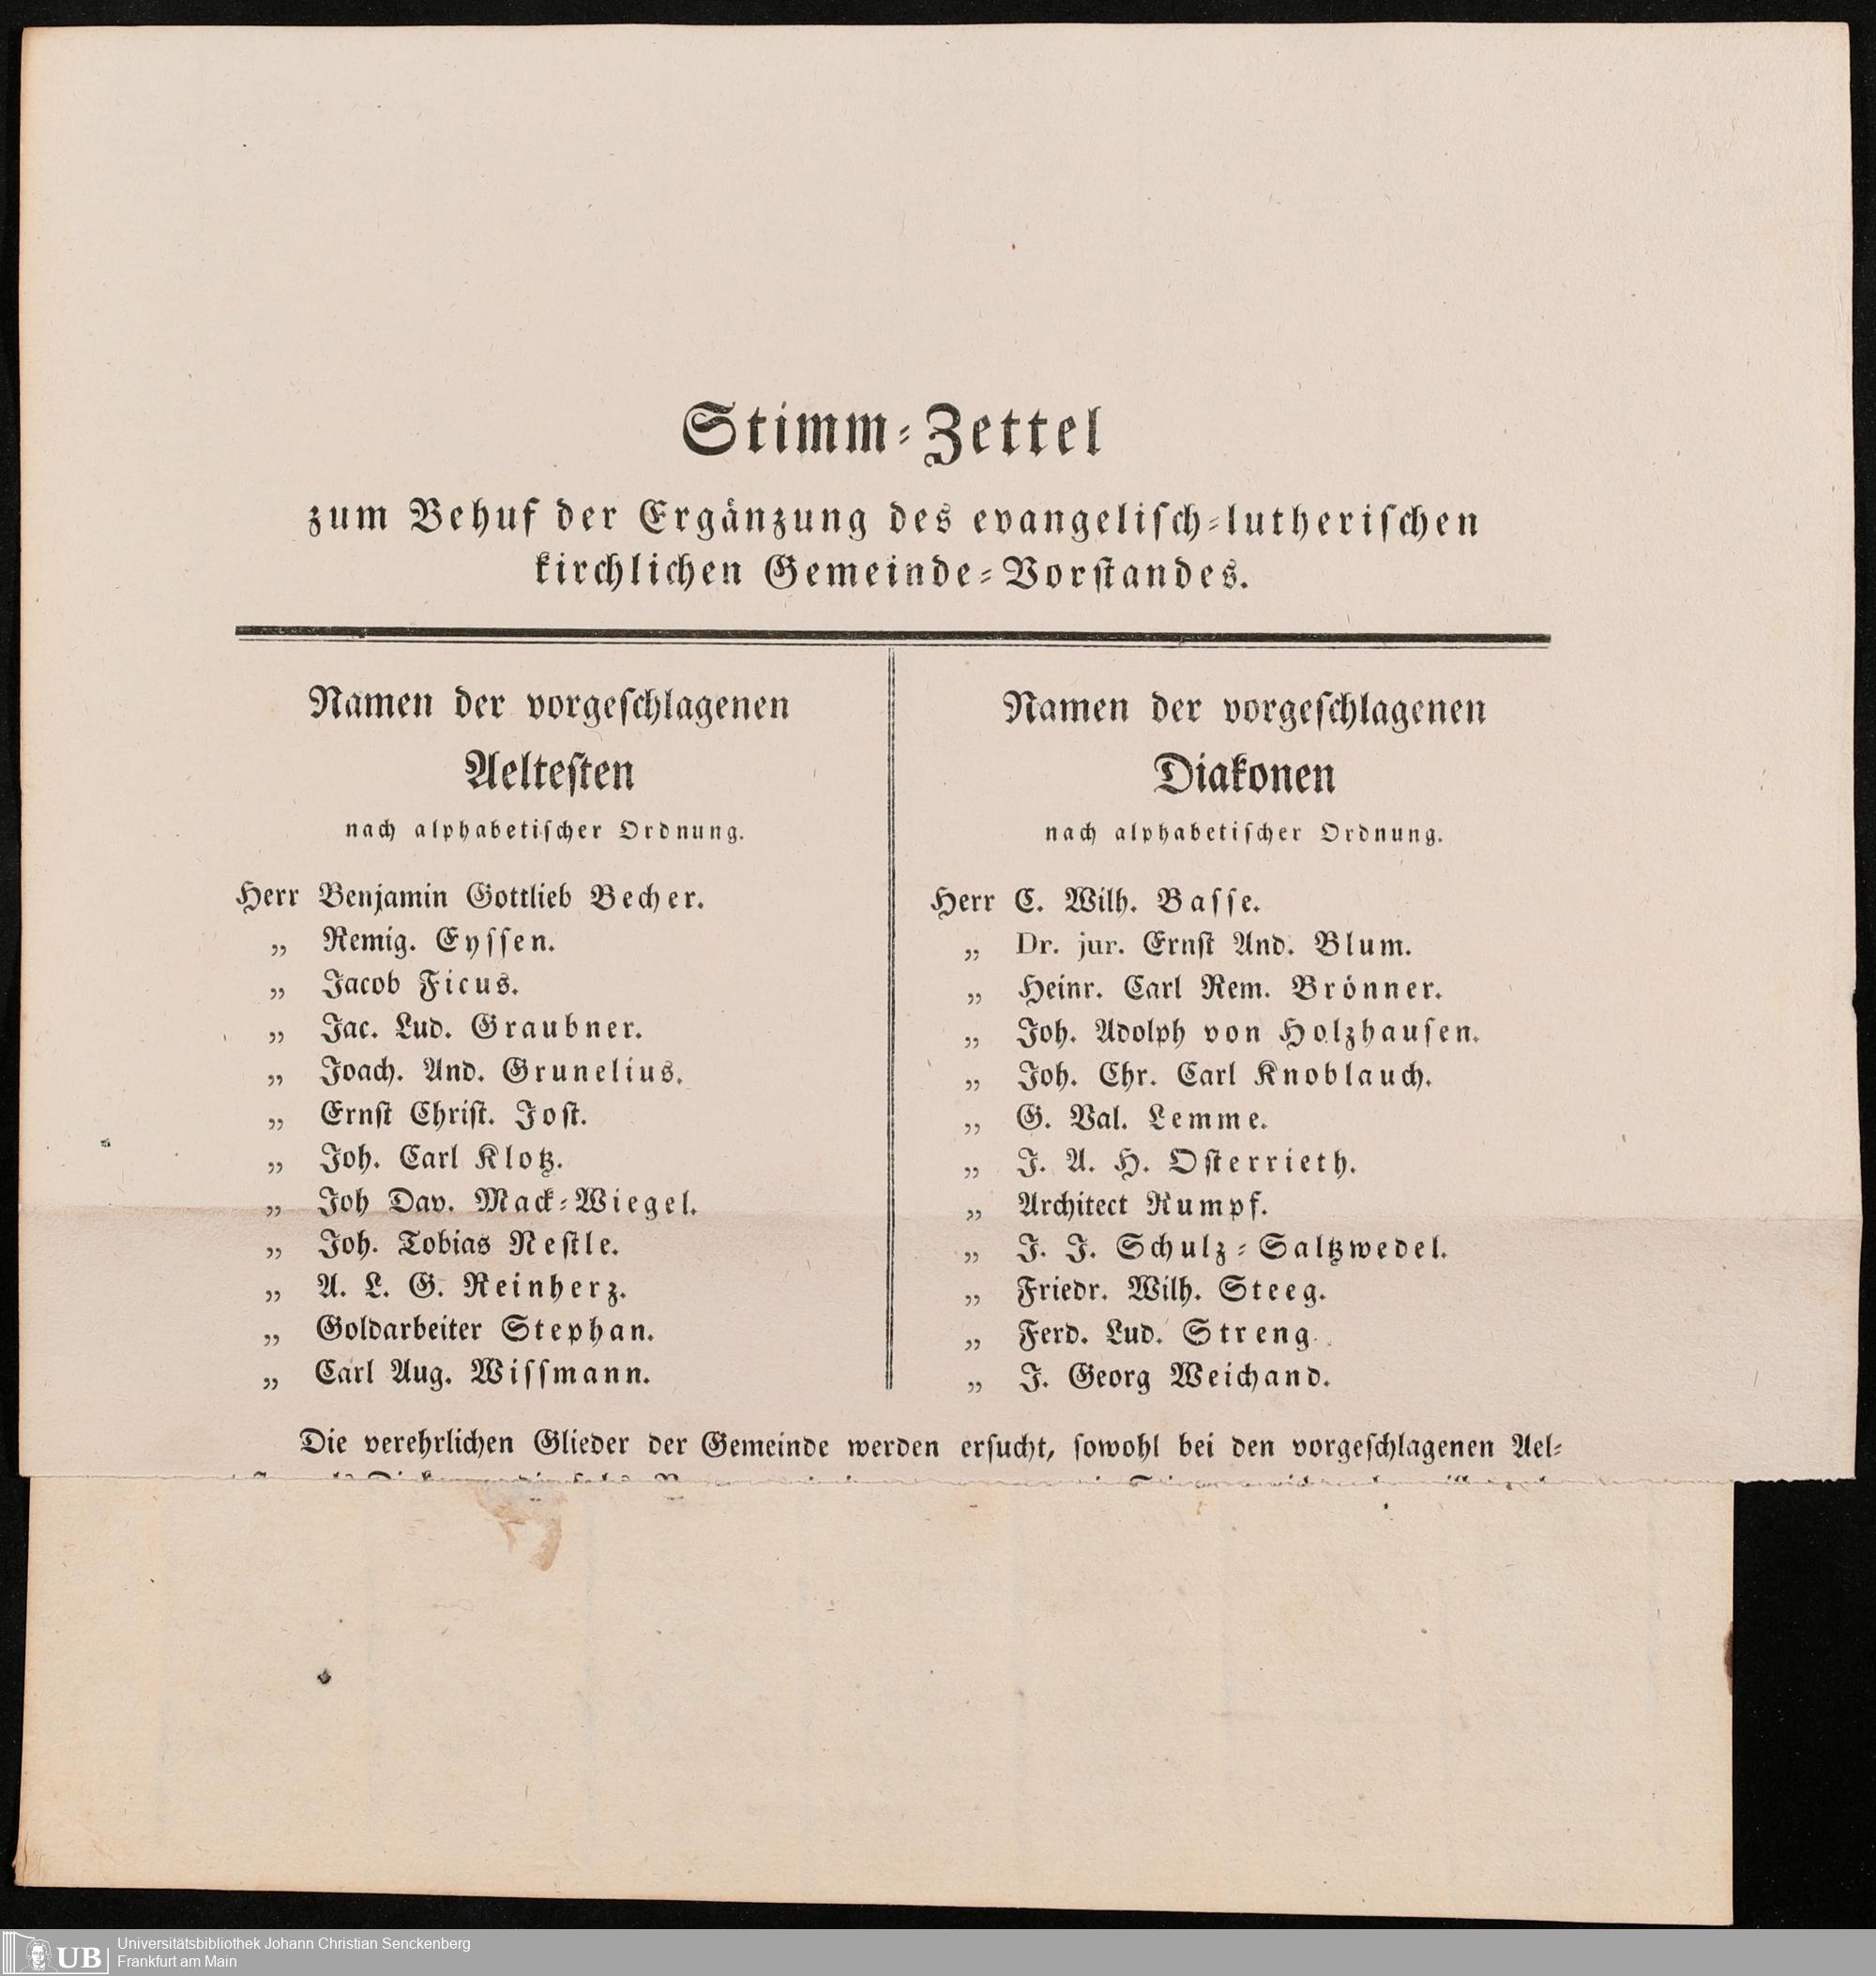 Stimm-Zettel
zum Behuf der Ergänzung des evangelisch-lutherischen
kirchlichen Gemeinde-Vorstandes.
Namen der vorgeschlagenen
Aeltesten
nach alphabetischer Ordnung.
Herr Benjamin Gottlieb Becher.
„ Remig. Eyssen.
„ Jacob Ficus.
„ Jac. Lud. Graubner.
„ Joach. And. Grunelius.
„ Ernst Christ. Jost.
„ Joh. Carl Klotz.
„ Joh Dav. Mack-Wiegel.
„ Joh. Tobias Nestle.
„ A. L. G. Reinherz.
„ Goldarbeiter Stephan.
„ Carl Aug. Wissmann.
Namen der vorgeschlagenen
Diakonen
nach alphabetischer Ordnung.
Herr C. Wilh. Basse.
„ Dr. jur. Ernst And. Blum.
„ Heinr. Carl Rem. Brönner.
„ Joh. Adolph von Holzhausen.
„ Joh. Chr. Carl Knoblauch.
„ G. Val. Lemme.
„ J. A. H. Osterrieth.
„ Architect Rumpf.
„ J. J. Schulz-Saltzwedel.
„ Friedr. Wilh. Steeg.
„ Ferd. Lud. Streng.
„ J. Georg Weichand.
Die verehrlichen Glieder der Gemeinde werden ersucht, sowohl bei den vorgeschlagenen Ael-
UB
Universitätsbibliothek Johann Christian Senckenberg
Frankfurt am Main